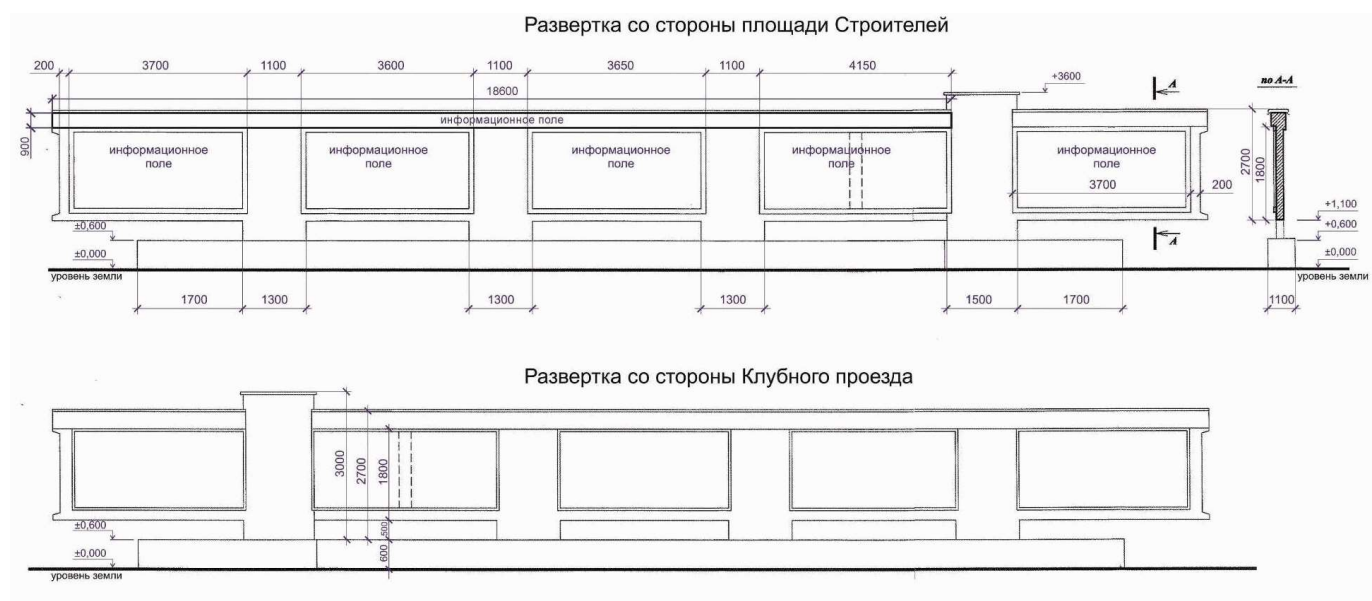 Развертка со стороны площади Строителей
200 3700 1100 3600 1100 3650 1100 4150
+3600
А
по А-А
18600
информационное поле
900
информационное
поле
информационное
поле
информационное
поле
информационное
поле
информационное
поле
3700
200
2700
1800
+1,100
±0,600
А
+0,600
±0,000
±0,000
уровень земли
уровень земли
1700 1300 1300 1300 1500 1700 1100
Развертка со стороны Клубного проезда
3000
2700
1800
±0,600
500
±0,000
600
уровень земли